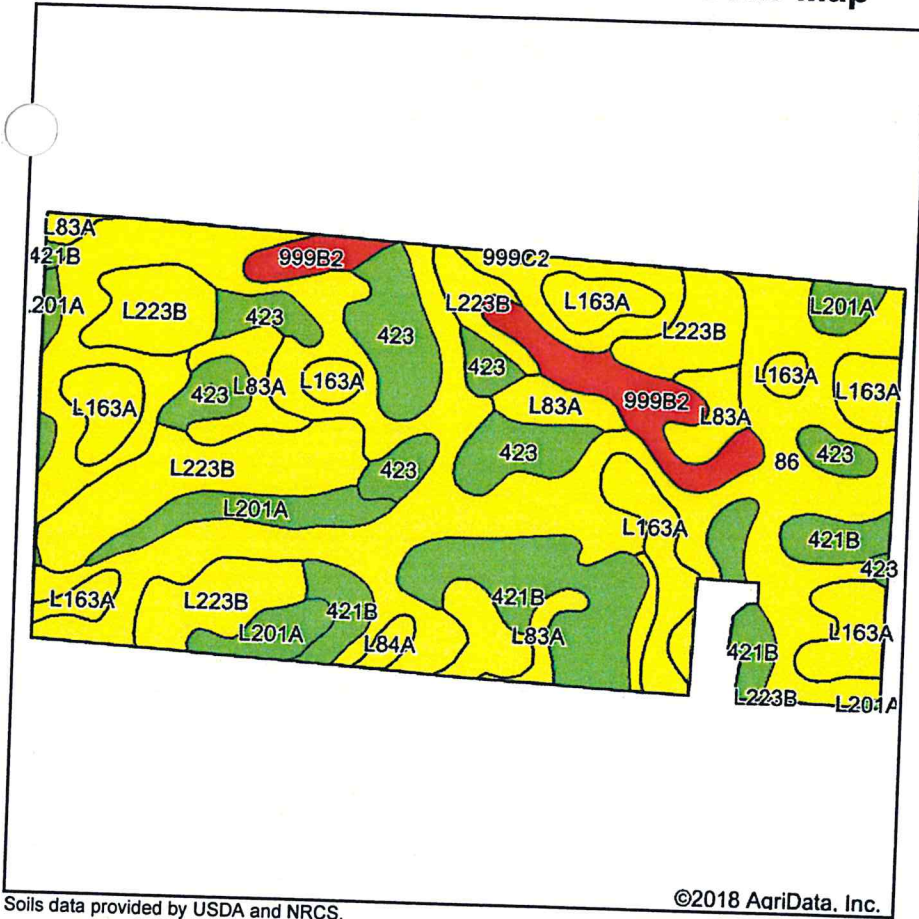 Map
L83A
421B
999B2
999C2
.201A
L223B
423
423
L223B
L163A
L223B
L201A
423
L83A
L163A
423
L163A
L163A
L163A
423
L83A
999B2
L83A
L223B
423
423
86
423
L201A
L163A
421B
423
L163A
L223B
421B
421B
L201A
L84A
L83A
L163A
421B
L223B
L201A
Soils data provided by USDA and NRCS.
©2018 AgriData, Inc.